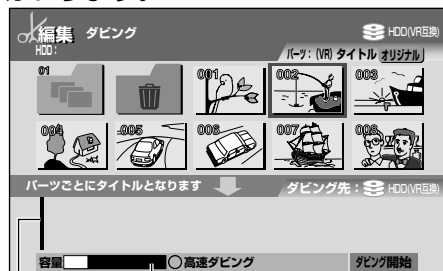 編集 ダビング
HDD(VR互換)
HDD:
パーツ: (VR) タイトル オリジナル
01
001
002
003
004
005
006
007
008
パーツごとにタイトルとなります
ダビング先: HDD(VR互換)
容量
高速ダビング
ダビング開始